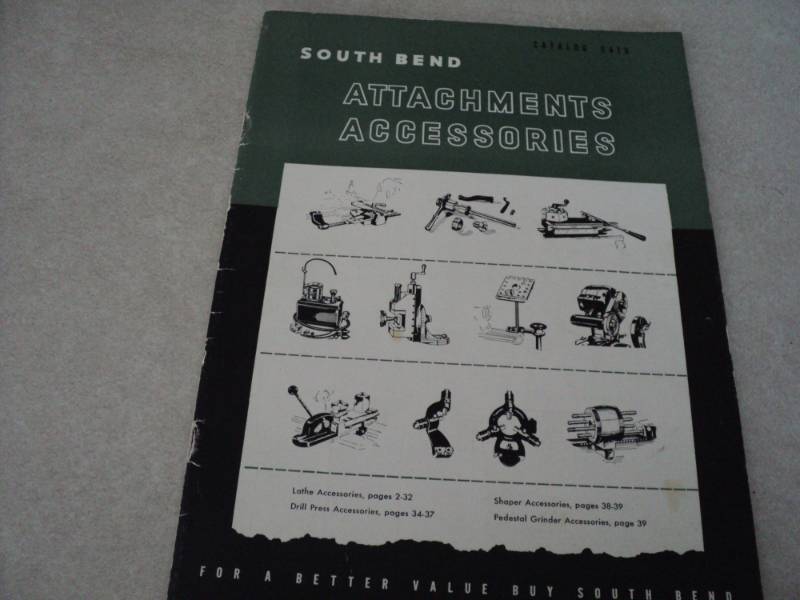 CATALOG
SOUTH BEND
ATTACHMENTS
ACCESSORIES
Lathe Accessories, pages 2-32
Drill Press Accessories, pages 34-37
Shaper Accessories, pages 38-39
Pedestal Grinder Accessories, page 39
FOR A BETTER VALUE BUY SOUTH BEND